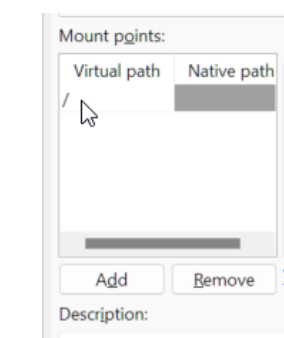 Mount points:
Virtual path Native path
/
Add Remove
Description: